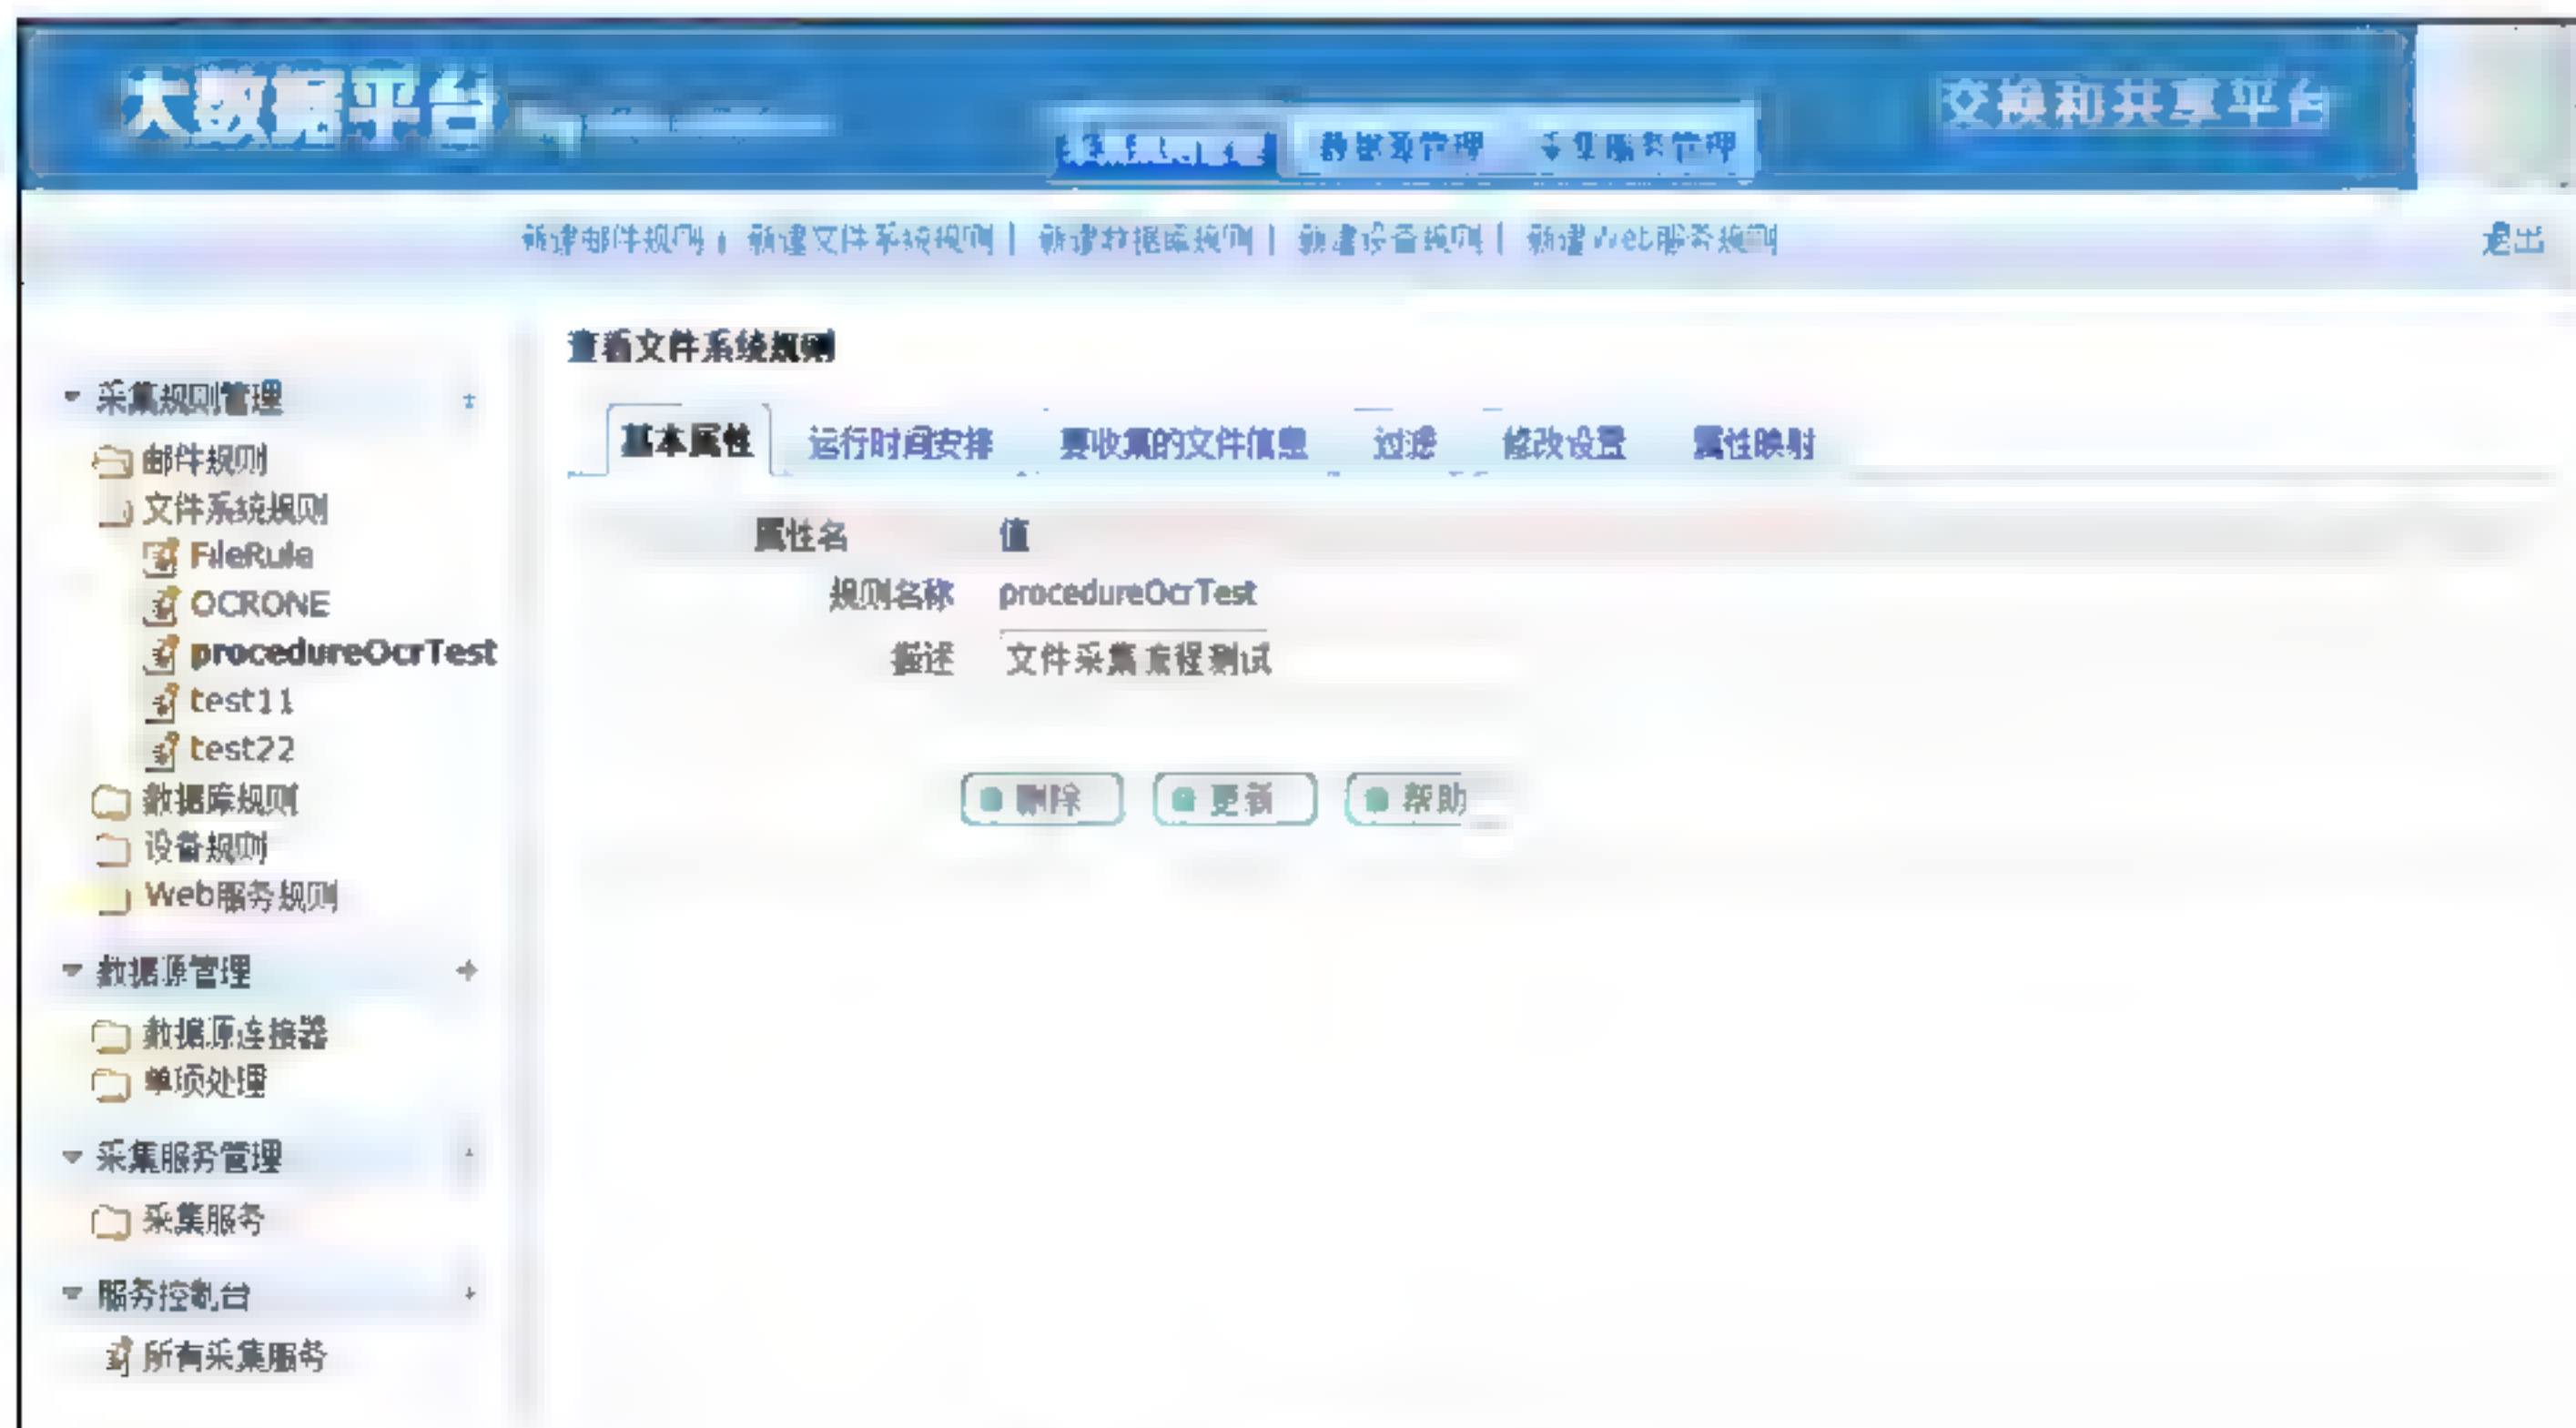 大数据平台
交换和共享平台
数据源管理 采集服务管理
新建邮件规则 | 新建文件系统规则 | 新建数据库规则 | 新建设备规则 | 新建Web服务规则
退出
查看文件系统规则
采集规则管理
基本属性 运行时间安排 要收集的文件信息 过滤 修改设置 属性映射
邮件规则
文件系统规则
属性名 值
FileRule
规则名称 procedureOcrTest
OCRONE
procedureOcrTest
描述 文件采集流程测试
test11
test22
数据库规则
删除 更新 帮助
设备规则
Web服务规则
数据源管理
数据源连接器
单项处理
采集服务管理
采集服务
服务控制台
所有采集服务